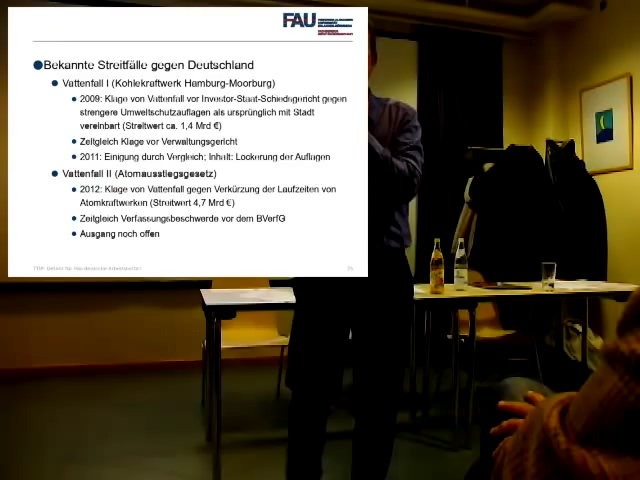 FAU
Bekannte Streitfälle gegen Deutschland
Vattenfall I (Kohlekraftwerk Hamburg-Moorburg)
2009: Klage von Vattenfall vor Investor-Staat-Schiedsgericht gegen
strengere Umweltschutzauflagen als ursprünglich mit Stadt
vereinbart (Streitwert ca. 1,4 Mrd €)
Zeitgleich Klage vor Verwaltungsgericht
2011: Einigung durch Vergleich; Inhalt: Lockerung der Auflagen
Vattenfall II (Atomausstiegsgesetz)
2012: Klage von Vattenfall gegen Verkürzung der Laufzeiten von
Atomkraftwerken (Streitwert 4,7 Mrd €)
Zeitgleich Verfassungsbeschwerde vor dem BVerfG
Ausgang noch offen